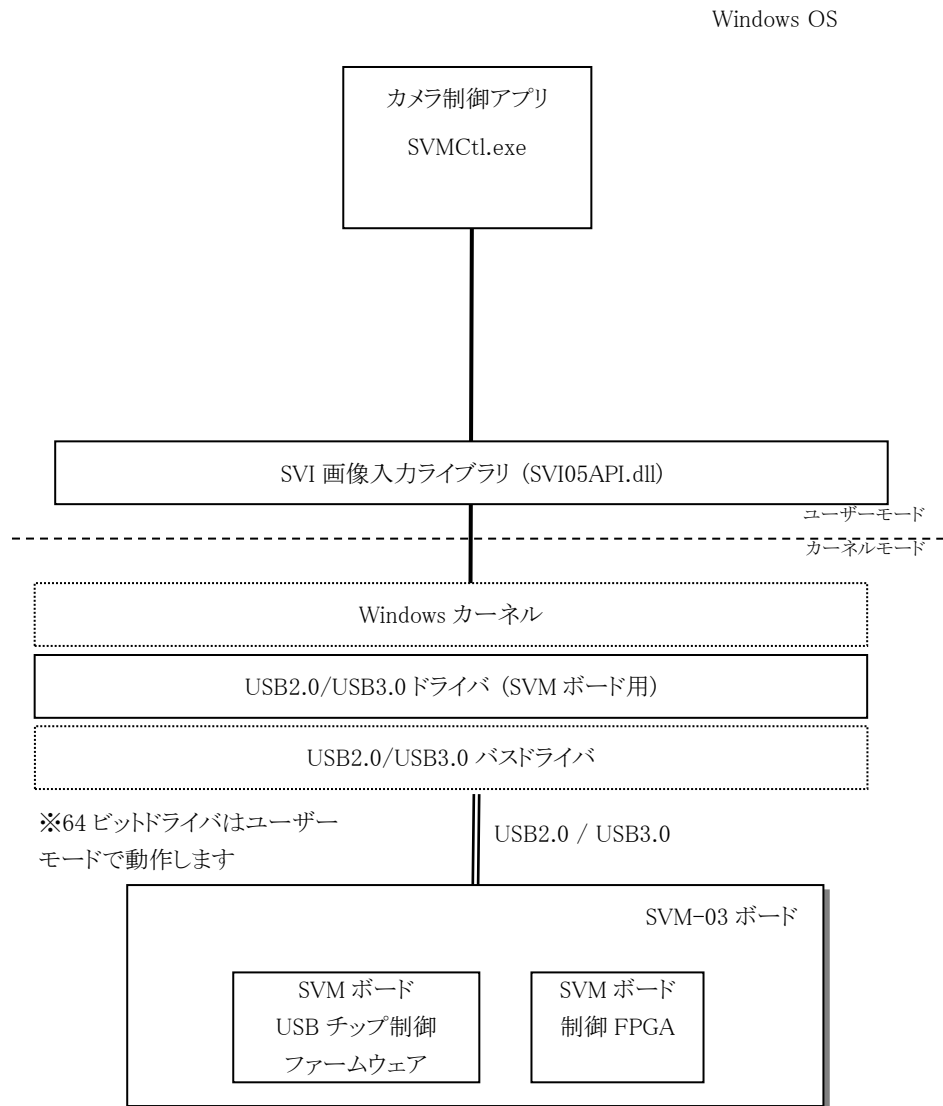 Windows OS
カメラ制御アプリ
SVMCtl.exe
SVI 画像入力ライブラリ (SVI05API.dll)
ユーザーモード
カーネルモード
Windows カーネル
USB2.0/USB3.0 ドライバ (SVM ボード用)
USB2.0/USB3.0 バスドライバ
※64 ビットドライバはユーザー
モードで動作します
USB2.0 / USB3.0
SVM-03 ボード
SVM ボード
USB チップ制御
ファームウェア
SVM ボード
制御 FPGA